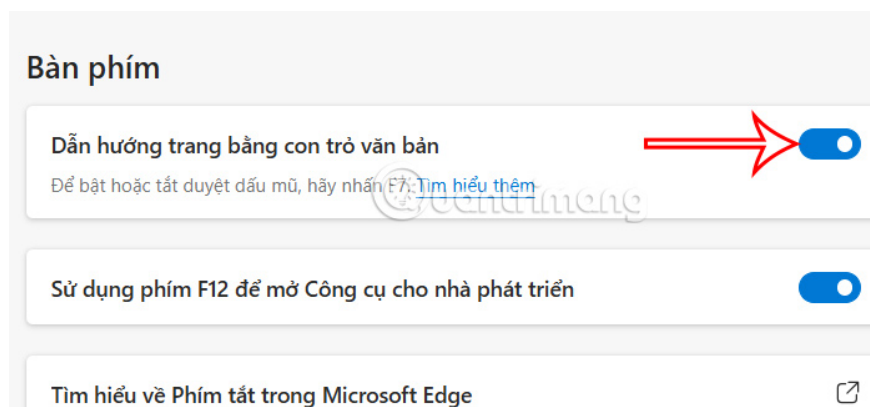 Bàn phím
Dẫn hướng trang bằng con trỏ văn bản
Để bật hoặc tắt duyệt dấu mũ, hãy nhấn F7. Tìm hiểu thêm
@uantrimang
Sử dụng phím F12 để mở Công cụ cho nhà phát triển
Tìm hiểu về Phím tắt trong Microsoft Edge